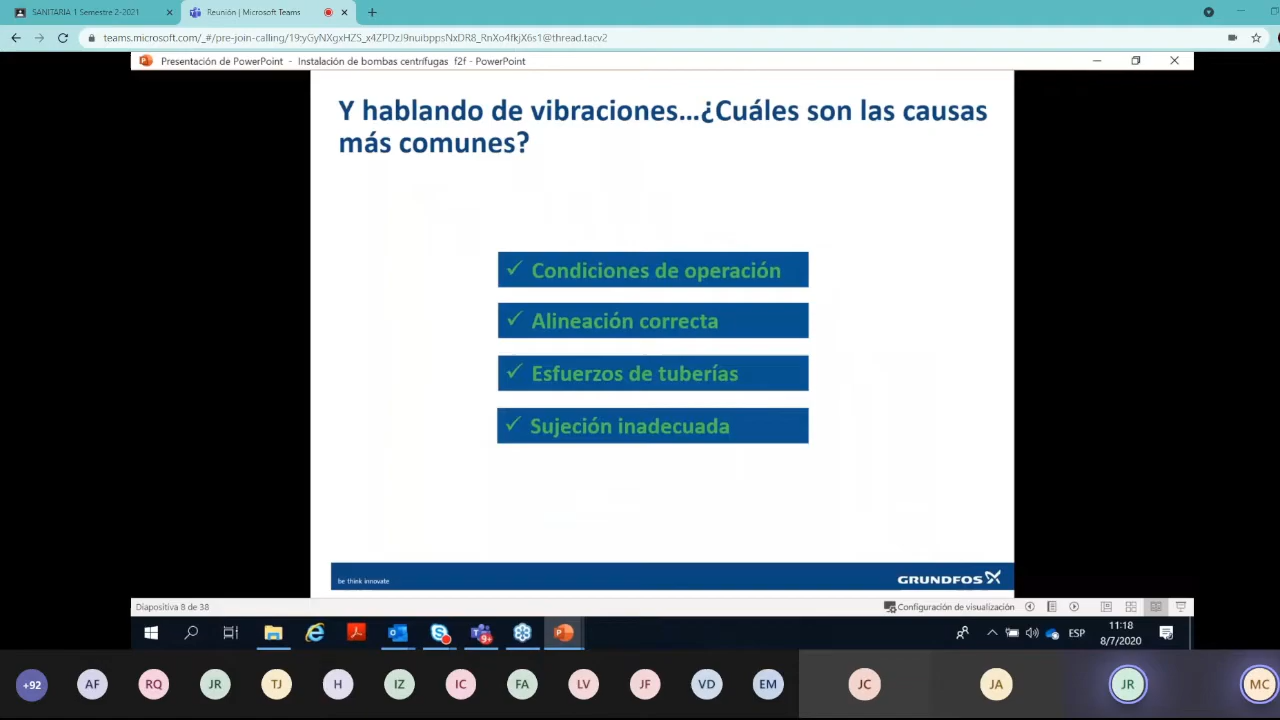 SANITARIA 1 Semestre 2-2021
Reunión | Microsoft Teams
teams.microsoft.com/_#/pre-join-calling/19:yGyNXgxHZS_x4ZPDzJ9nuibppsNxDR8_RnXo4fkjX6s1@thread.tacv2
Presentación de PowerPoint - Instalación de bombas centrífugas f2f - PowerPoint
Y hablando de vibraciones...¿Cuáles son las causas
más comunes?
✓ Condiciones de operación
✓ Alineación correcta
✓ Esfuerzos de tuberías
✓ Sujeción inadecuada
be think innovate
GRUNDFOS
Diapositiva 8 de 38
Configuración de visualización
9+
ESP
11:18
8/7/2020
+92 AF RQ JR TJ H IZ IC FA LV JF VD EM JC JA JR MC